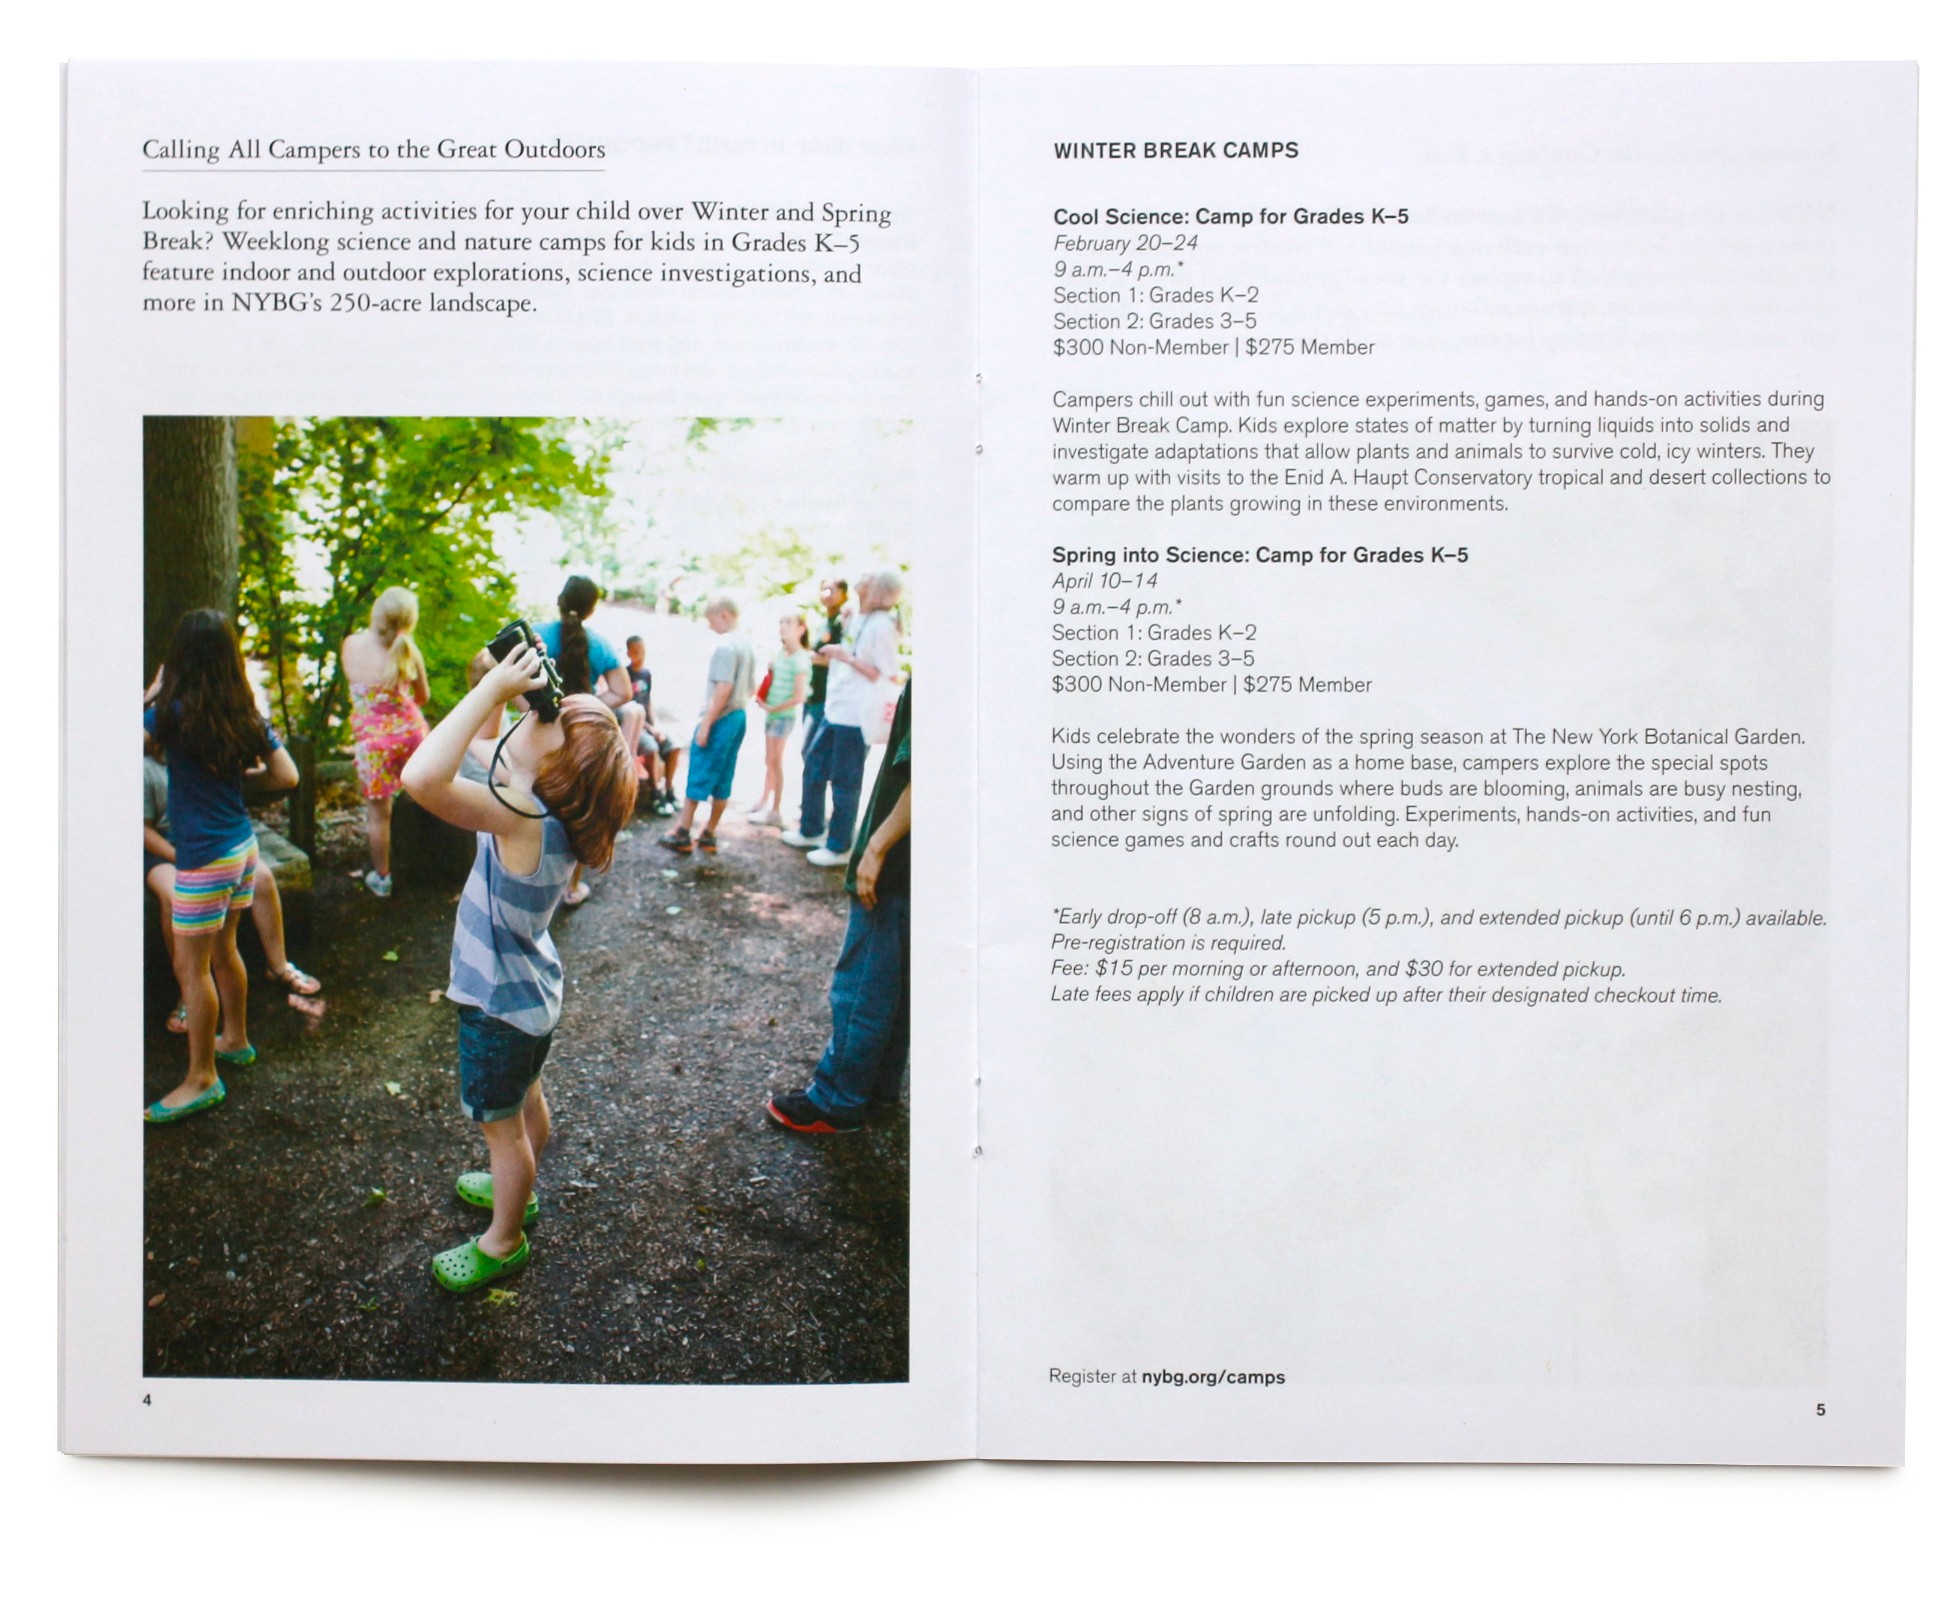 Calling All Campers to the Great Outdoors
Looking for enriching activities for your child over Winter and Spring
Break? Weeklong science and nature camps for kids in Grades K–5
feature indoor and outdoor explorations, science investigations, and
more in NYBG’s 250-acre landscape.
4
WINTER BREAK CAMPS
Cool Science: Camp for Grades K–5
February 20–24
9 a.m.–4 p.m.*
Section 1: Grades K–2
Section 2: Grades 3–5
$300 Non-Member | $275 Member
Campers chill out with fun science experiments, games, and hands-on activities during
Winter Break Camp. Kids explore states of matter by turning liquids into solids and
investigate adaptations that allow plants and animals to survive cold, icy winters. They
warm up with visits to the Enid A. Haupt Conservatory tropical and desert collections to
compare the plants growing in these environments.
Spring into Science: Camp for Grades K–5
April 10–14
9 a.m.–4 p.m.*
Section 1: Grades K–2
Section 2: Grades 3–5
$300 Non-Member | $275 Member
Kids celebrate the wonders of the spring season at The New York Botanical Garden.
Using the Adventure Garden as a home base, campers explore the special spots
throughout the Garden grounds where buds are blooming, animals are busy nesting,
and other signs of spring are unfolding. Experiments, hands-on activities, and fun
science games and crafts round out each day.
*Early drop-off (8 a.m.), late pickup (5 p.m.), and extended pickup (until 6 p.m.) available.
Pre-registration is required.
Fee: $15 per morning or afternoon, and $30 for extended pickup.
Late fees apply if children are picked up after their designated checkout time.
Register at nybg.org/camps
5